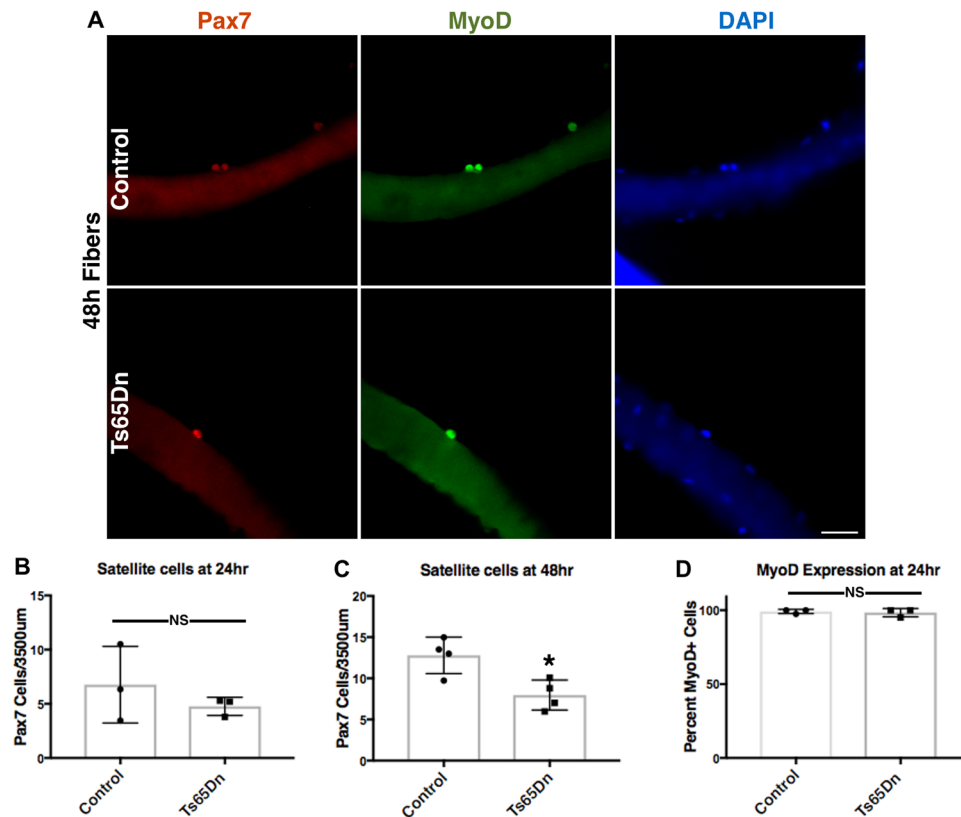 A
Pax7 MyoD DAPI
48h Fibers
Control
Ts65Dn
B
Satellite cells at 24hr
Pax7 Cells/3500um
15
10
5
0
NS
Control
Ts65Dn
C
Satellite cells at 48hr
Pax7 Cells/3500um
20
15
10
5
0
*
Control
Ts65Dn
D
MyoD Expression at 24hr
Percent MyoD+ Cells
100
50
0
NS
Control
Ts65Dn